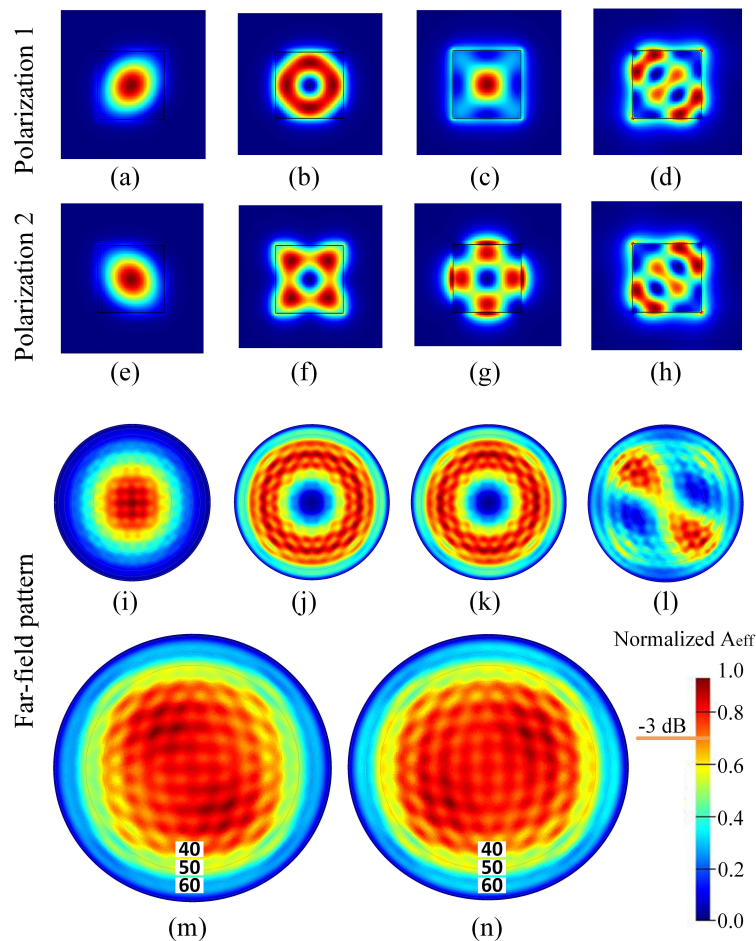 Polarization 1
(a) (b) (c) (d)
Polarization 2
(e) (f) (g) (h)
Far-field pattern
(i) (j) (k) (l)
Normalized Aeff
-3 dB
1.0
0.8
0.6
0.4
0.2
0.0
40
50
60
40
50
60
(m) (n)